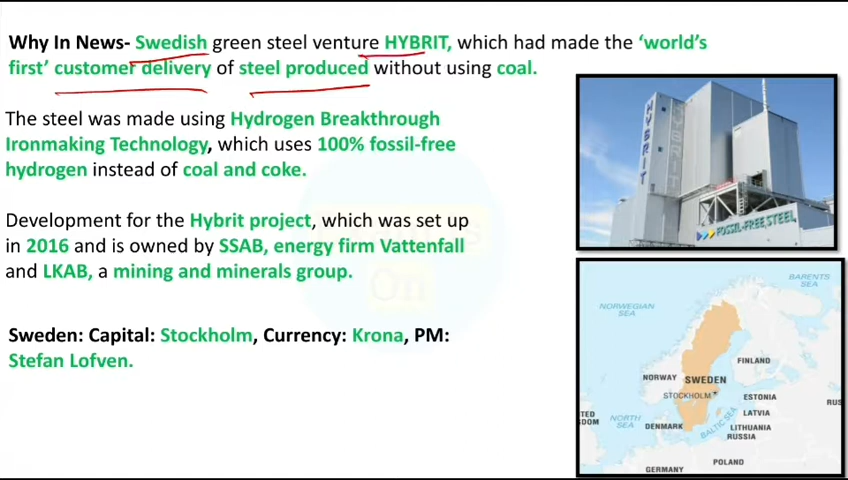 Why In News- Swedish green steel venture HYBRIT, which had made the ‘world’s
first’ customer delivery of steel produced without using coal.
The steel was made using Hydrogen Breakthrough
Ironmaking Technology, which uses 100% fossil-free
hydrogen instead of coal and coke.
Development for the Hybrit project, which was set up
in 2016 and is owned by SSAB, energy firm Vattenfall
and LKAB, a mining and minerals group.
On
Sweden: Capital: Stockholm, Currency: Krona, PM:
Stefan Lofven.
HYBRIT
HYBRIT
FOSSIL-FREE STEEL
BARENTS
SEA
NORWEGIAN
SEA
FINLAND
NORWAY
SWEDEN
STOCKHOLM
ESTONIA
RUS
LATVIA
TED
DOM
NORTH
SEA
DENMARK
BALTIC SEA
LITHUANIA
RUSSIA
POLAND
GERMANY